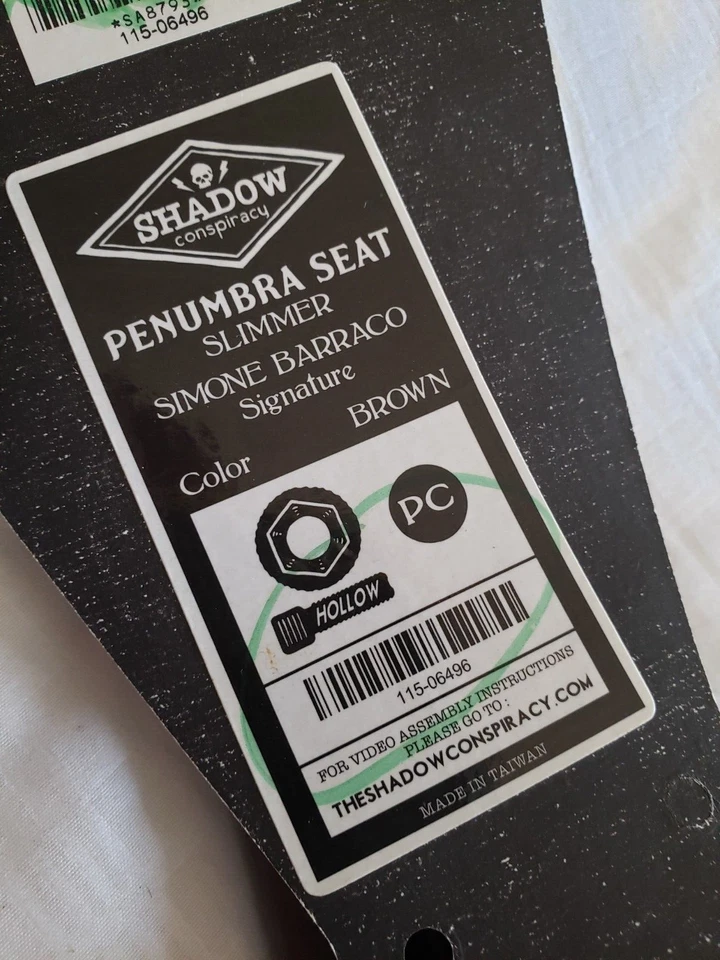 115-06496
SHADOW
conspiracy
PENUMBRA SEAT
SLIMMER
SIMONE BARRACO
Signature
Color BROWN
PC
HOLLOW
115-06496
FOR VIDEO ASSEMBLY INSTRUCTIONS
PLEASE GO TO:
THESHADOWCONSPIRACY.COM
MADE IN TAIWAN